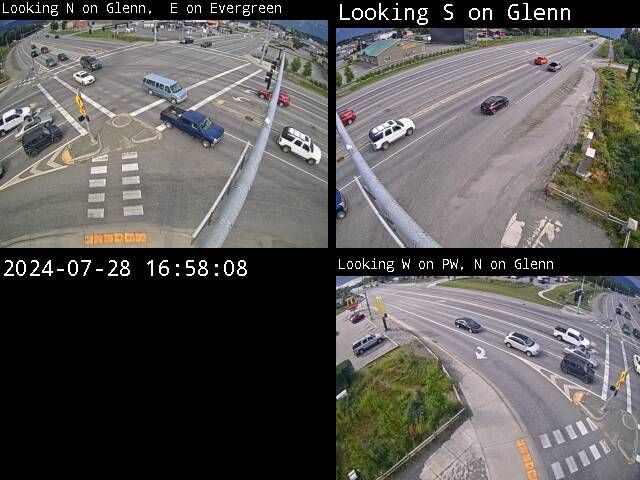 Looking N on Glenn,  E on Evergreen
Looking S on Glenn
2024-07-28 16:58:08
Looking W on PW, N on Glenn